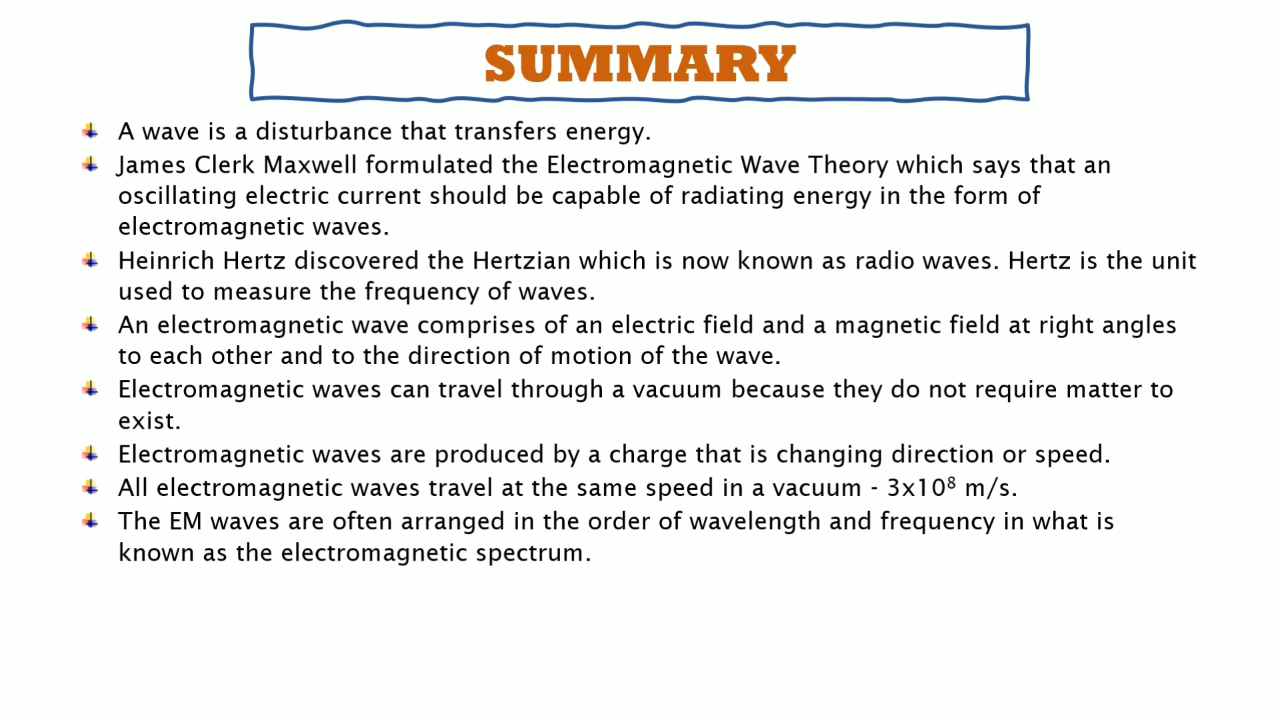 SUMMARY
A wave is a disturbance that transfers energy.
James Clerk Maxwell formulated the Electromagnetic Wave Theory which says that an
oscillating electric current should be capable of radiating energy in the form of
electromagnetic waves.
Heinrich Hertz discovered the Hertzian which is now known as radio waves. Hertz is the unit
used to measure the frequency of waves.
An electromagnetic wave comprises of an electric field and a magnetic field at right angles
to each other and to the direction of motion of the wave.
Electromagnetic waves can travel through a vacuum because they do not require matter to
exist.
Electromagnetic waves are produced by a charge that is changing direction or speed.
All electromagnetic waves travel at the same speed in a vacuum - 3x10⁸ m/s.
The EM waves are often arranged in the order of wavelength and frequency in what is
known as the electromagnetic spectrum.